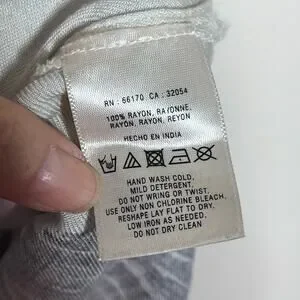 RN : 66170 CA : 32054
100% RAYON, RAYONNE,
RAYON, RAYON, REYON
HECHO EN INDIA
HAND WASH COLD,
MILD DETERGENT,
DO NOT WRING OR TWIST,
USE ONLY NON CHLORINE BLEACH,
RESHAPE LAY FLAT TO DRY,
LOW IRON AS NEEDED,
DO NOT DRY CLEAN